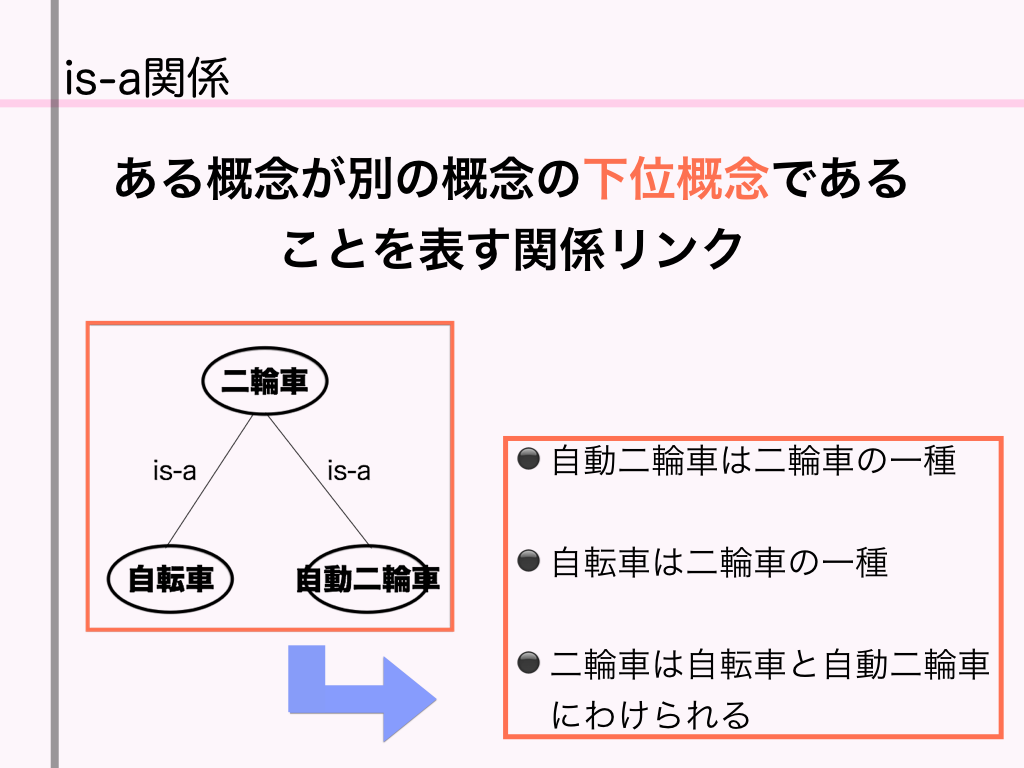 is-a関係
ある概念が別の概念の下位概念である
ことを表す関係リンク
二輪車
is-a
is-a
自転車
自動二輪車
自動二輪車は二輪車の一種
自転車は二輪車の一種
二輪車は自転車と自動二輪車
にわけられる